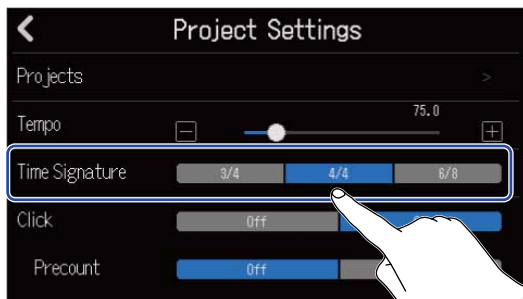 Project Settings
Projects >
Tempo 75.0
Time Signature 3/4 4/4 6/8
Click Off
Precount Off